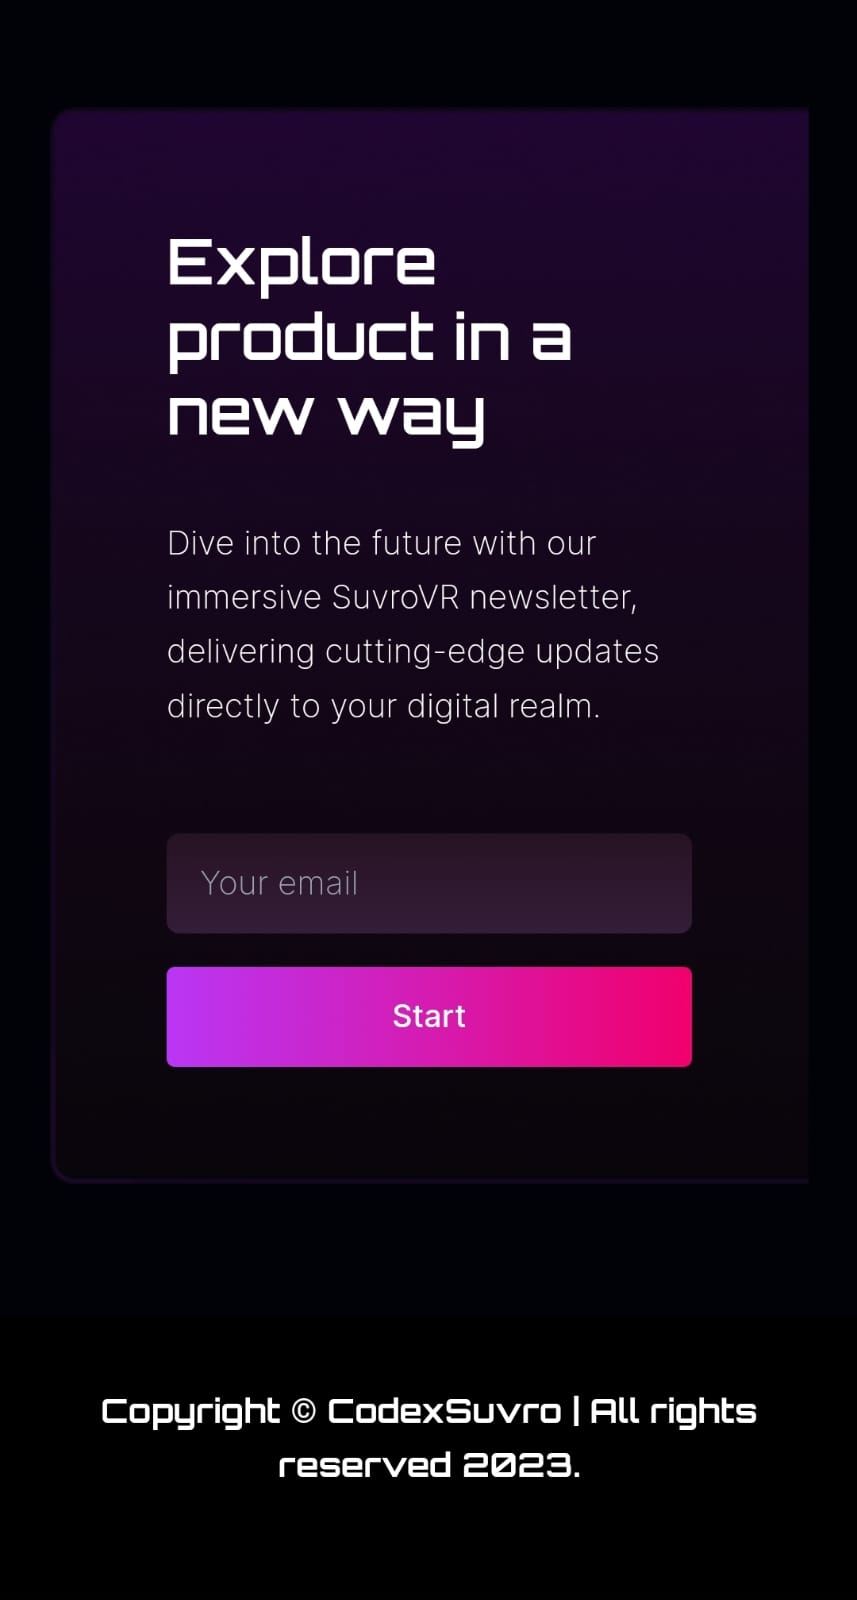 Explore
product in a
new way
Dive into the future with our
immersive SuvroVR newsletter,
delivering cutting-edge updates
directly to your digital realm.
Your email
Start
Copyright © CodexSuvro | All rights
reserved 2023.